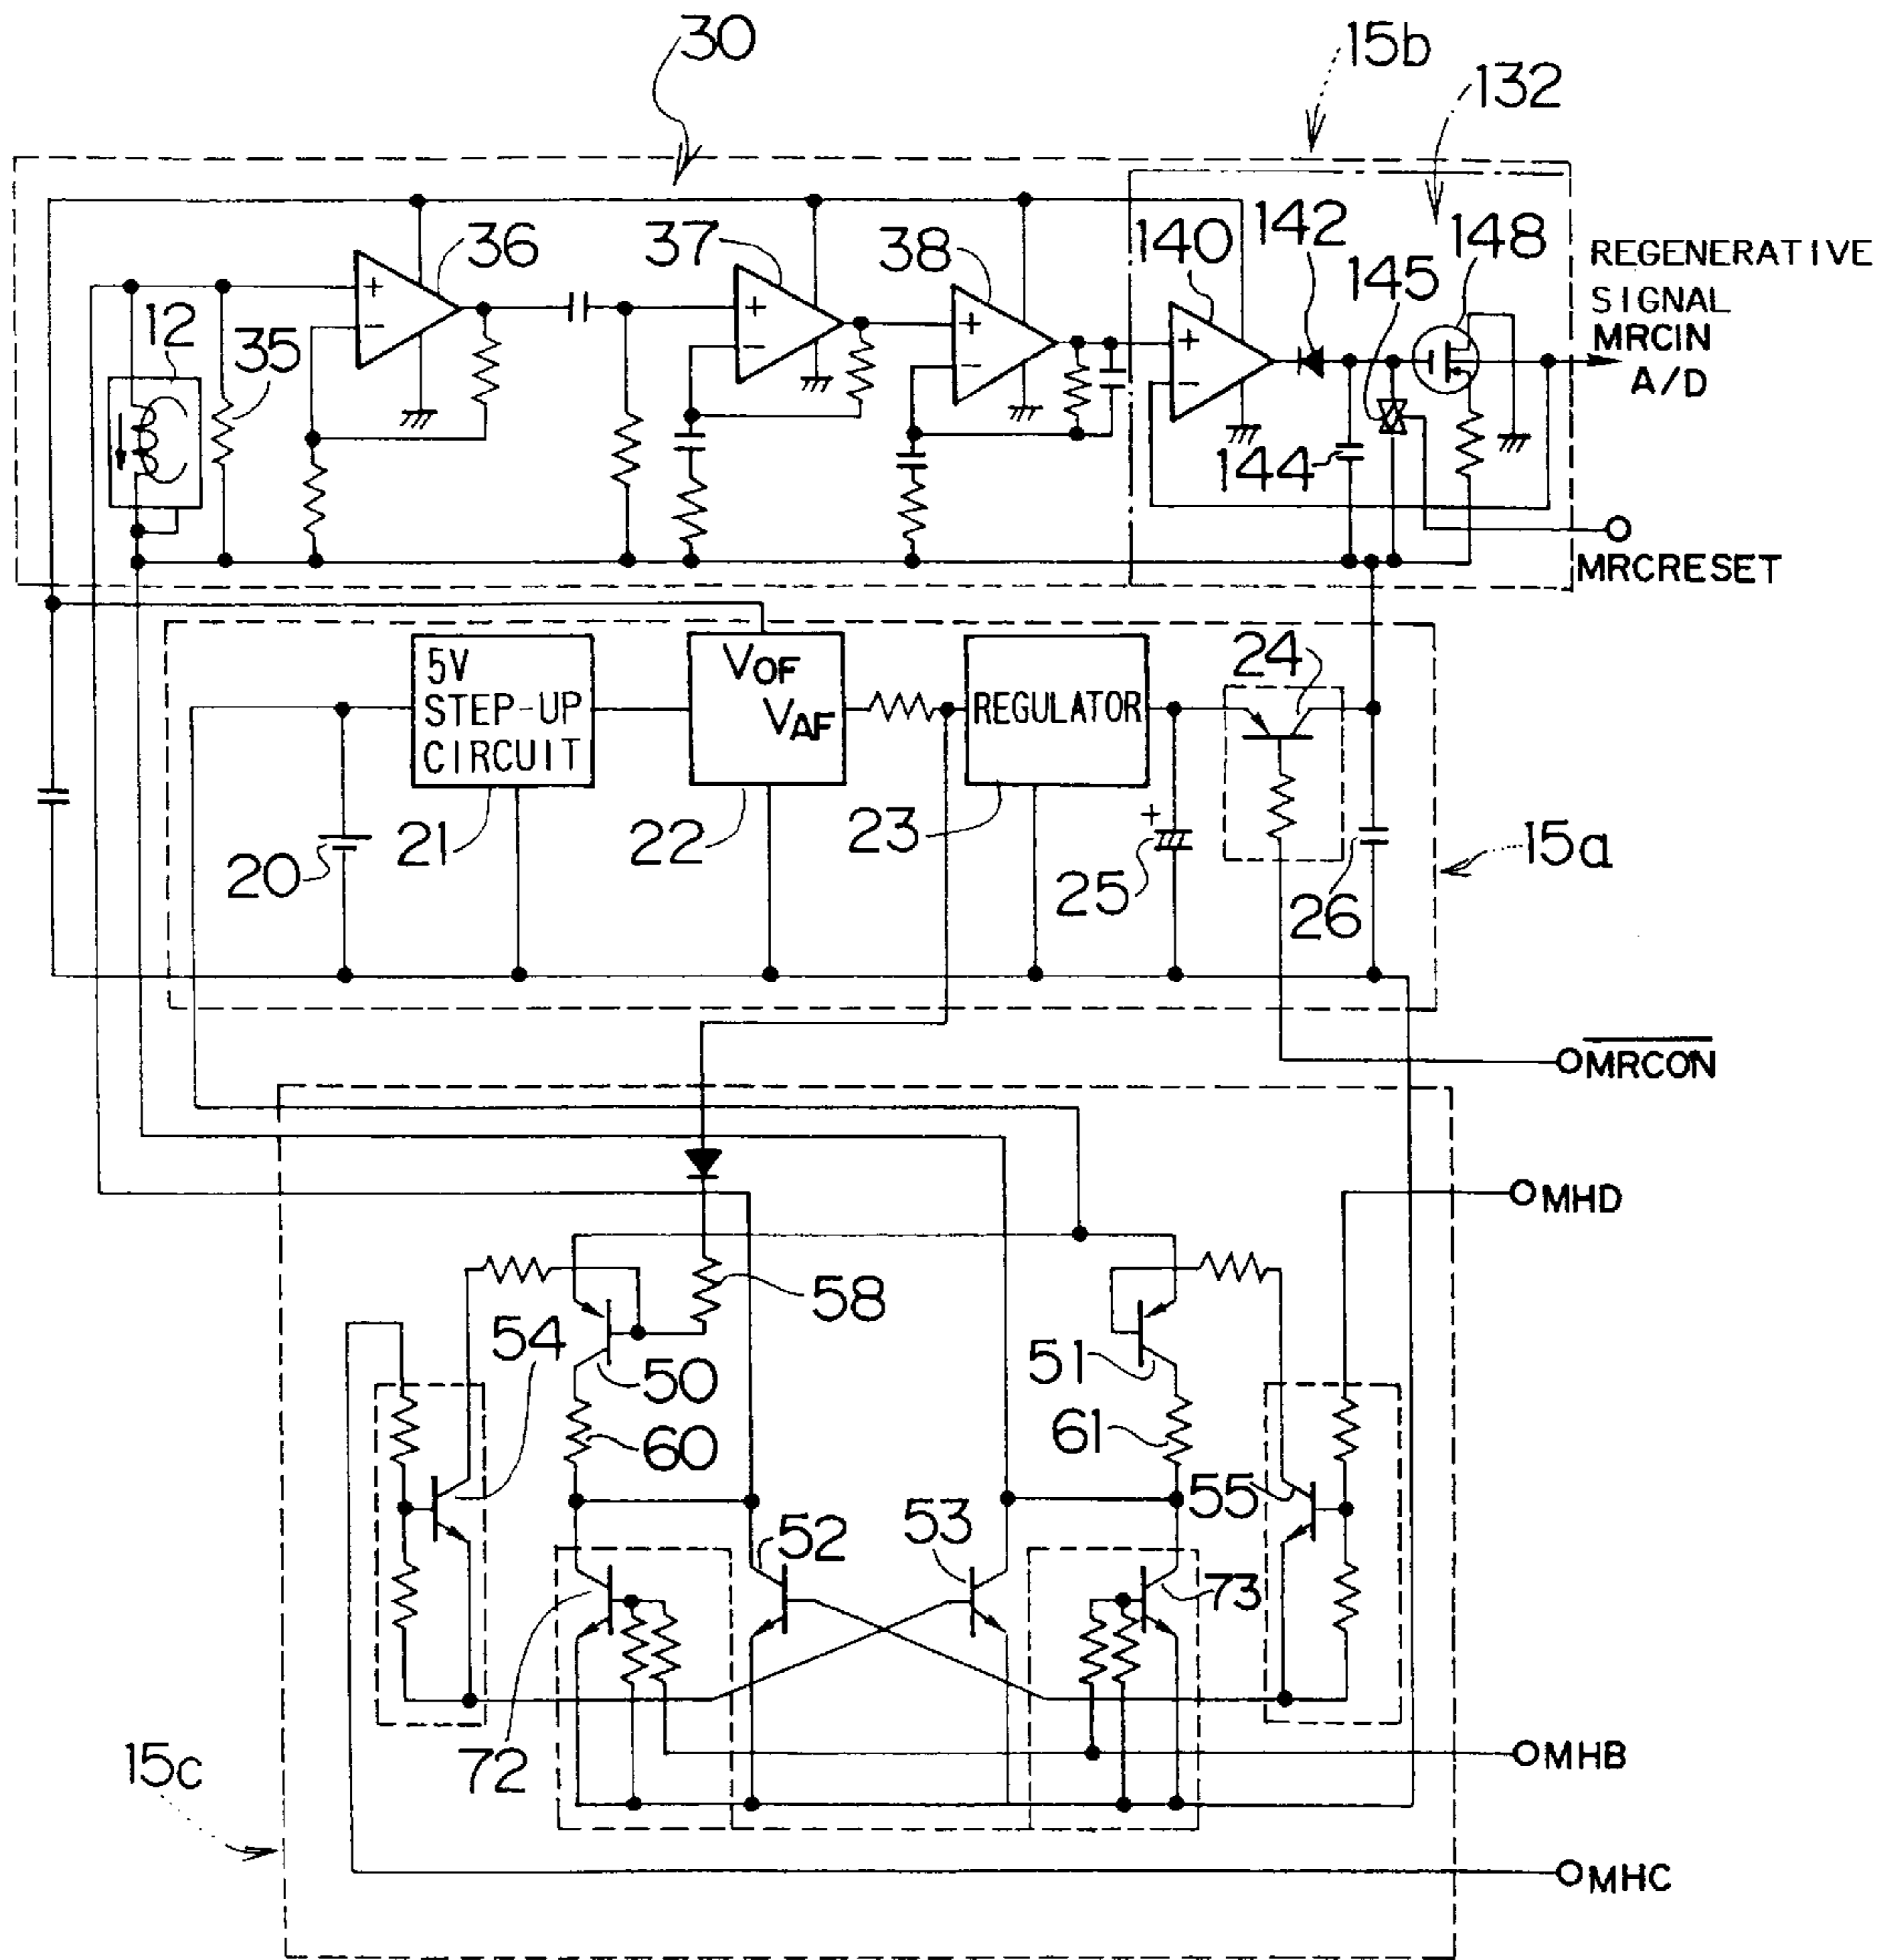 30
15b
132
36
37
38
140
142
145
148
REGENERATIVE
SIGNAL
MRCIN
A/D
12
35
144
MRCRESET
5V
STEP-UP
CIRCUIT
VOF
VAF
REGULATOR
24
20
21
22
23
+
25
26
15a
MRCON
MHD
58
54
50
51
60
61
52
53
55
73
72
15c
MHB
MHC
+
-
+
-
+
-
+
-